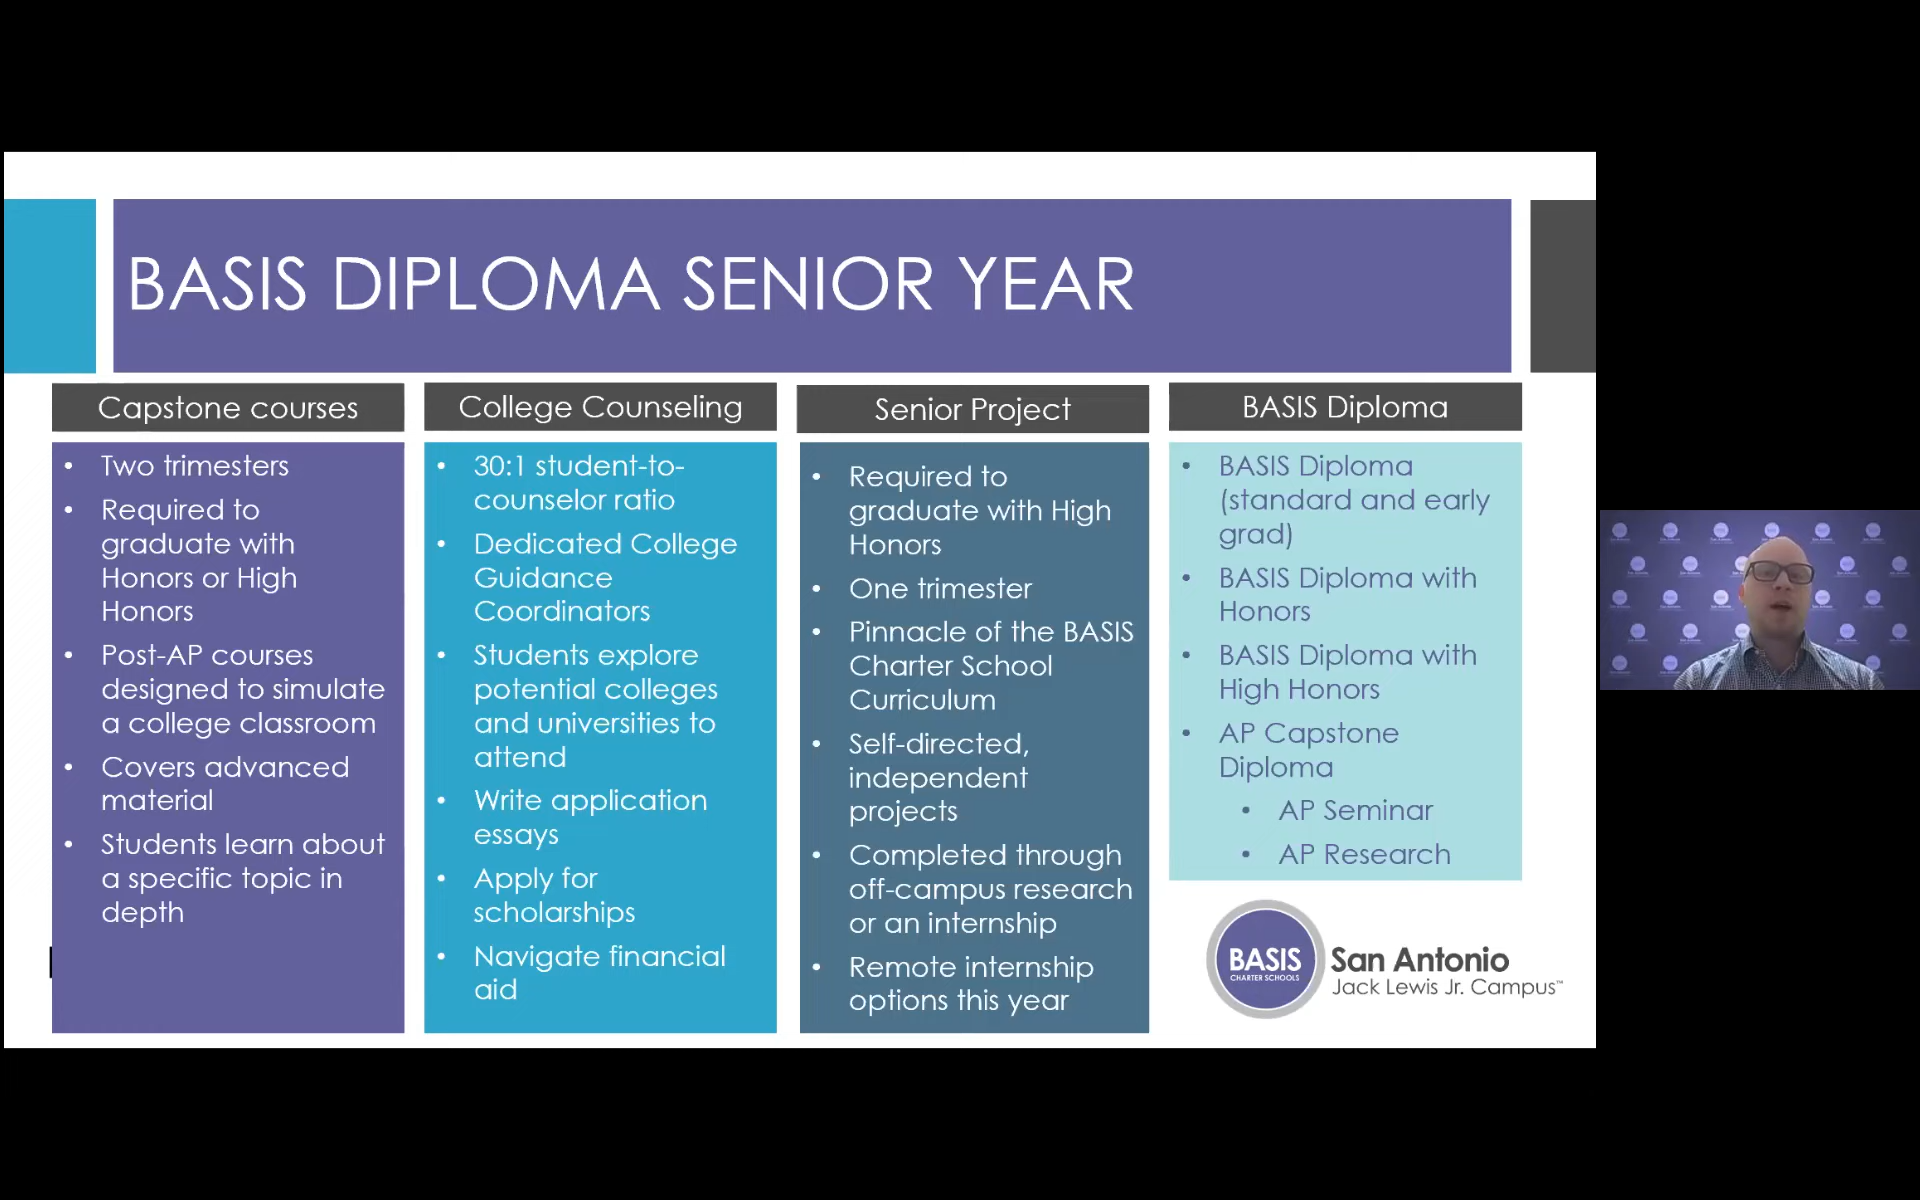 BASIS DIPLOMA SENIOR YEAR
Capstone courses
• Two trimesters
• Required to
graduate with
Honors or High
Honors
• Post-AP courses
designed to simulate
a college classroom
• Covers advanced
material
• Students learn about
a specific topic in
depth
College Counseling
• 30:1 student-to-
counselor ratio
• Dedicated College
Guidance
Coordinators
• Students explore
potential colleges
and universities to
attend
• Write application
essays
• Apply for
scholarships
• Navigate financial
aid
Senior Project
• Required to
graduate with High
Honors
• One trimester
• Pinnacle of the BASIS
Charter School
Curriculum
• Self-directed,
independent
projects
• Completed through
off-campus research
or an internship
• Remote internship
options this year
BASIS Diploma
• BASIS Diploma
(standard and early
grad)
• BASIS Diploma with
Honors
• BASIS Diploma with
High Honors
• AP Capstone
Diploma
• AP Seminar
• AP Research
BASIS
CHARTER SCHOOLS
San Antonio
Jack Lewis Jr. Campus™